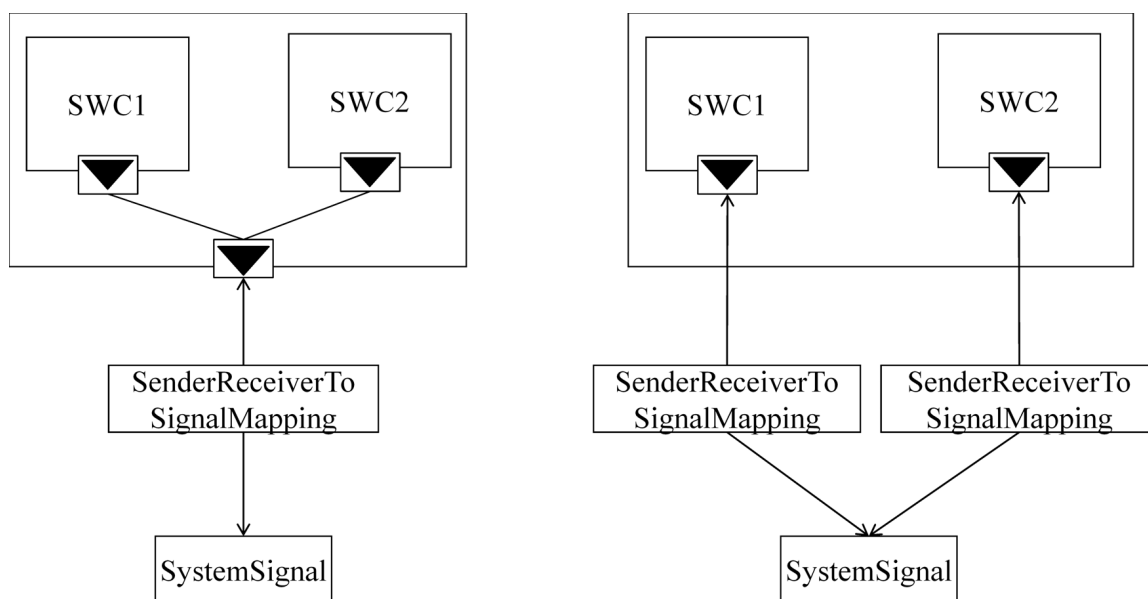 SWC1
SWC2
SenderReceiverTo
SignalMapping
SystemSignal
SWC1
SWC2
SenderReceiverTo
SignalMapping
SenderReceiverTo
SignalMapping
SystemSignal